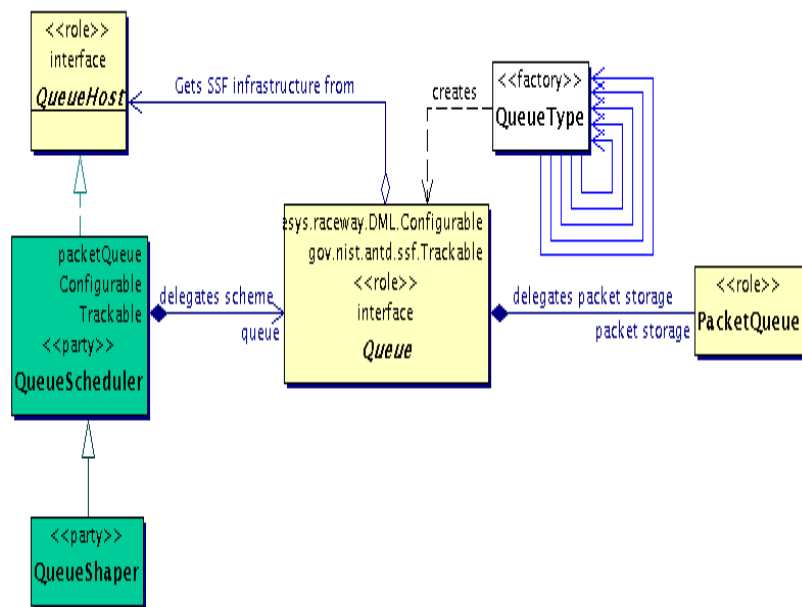 <<role>>
interface
QueueHost
Gets SSF infrastructure from
creates
<<factory>>
QueueType
packetQueue
Configurable
Trackable
<<party>>
QueueScheduler
delegates scheme
queue
esys.raceway.DML.Configurable
gov.nist.antd.ssf.Trackable
<<role>>
interface
Queue
delegates packet storage
packet storage
<<role>>
PacketQueue
<<party>>
QueueShaper